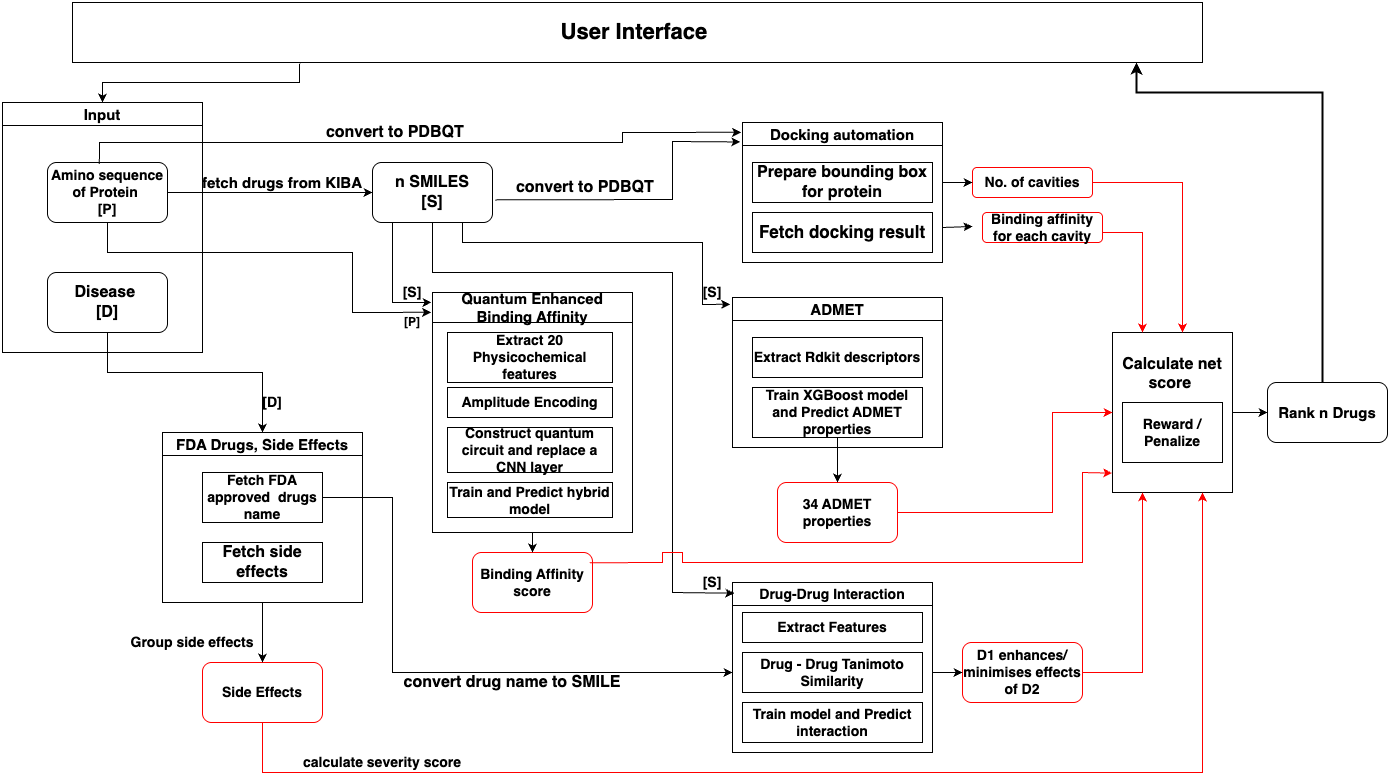 User Interface
Input
convert to PDBQT
Amino sequence
of Protein
[P]
fetch drugs from KIBA
n SMILES
[S]
convert to PDBQT
Docking automation
Prepare bounding box
for protein
Fetch docking result
No. of cavities
Binding affinity
for each cavity
Disease
[D]
[S]
[P]
Quantum Enhanced
Binding Affinity
Extract 20
Physicochemical
features
Amplitude Encoding
Construct quantum
circuit and replace a
CNN layer
Train and Predict hybrid
model
[S]
ADMET
Extract Rdkit descriptors
Train XGBoost model
and Predict ADMET
properties
34 ADMET
properties
Calculate net
score
Reward /
Penalize
Rank n Drugs
[D]
FDA Drugs, Side Effects
Fetch FDA
approved drugs
name
Fetch side
effects
Binding Affinity
score
[S]
Drug-Drug Interaction
Extract Features
Drug - Drug Tanimoto
Similarity
Train model and Predict
interaction
D1 enhances/
minimises effects
of D2
Group side effects
Side Effects
convert drug name to SMILE
calculate severity score